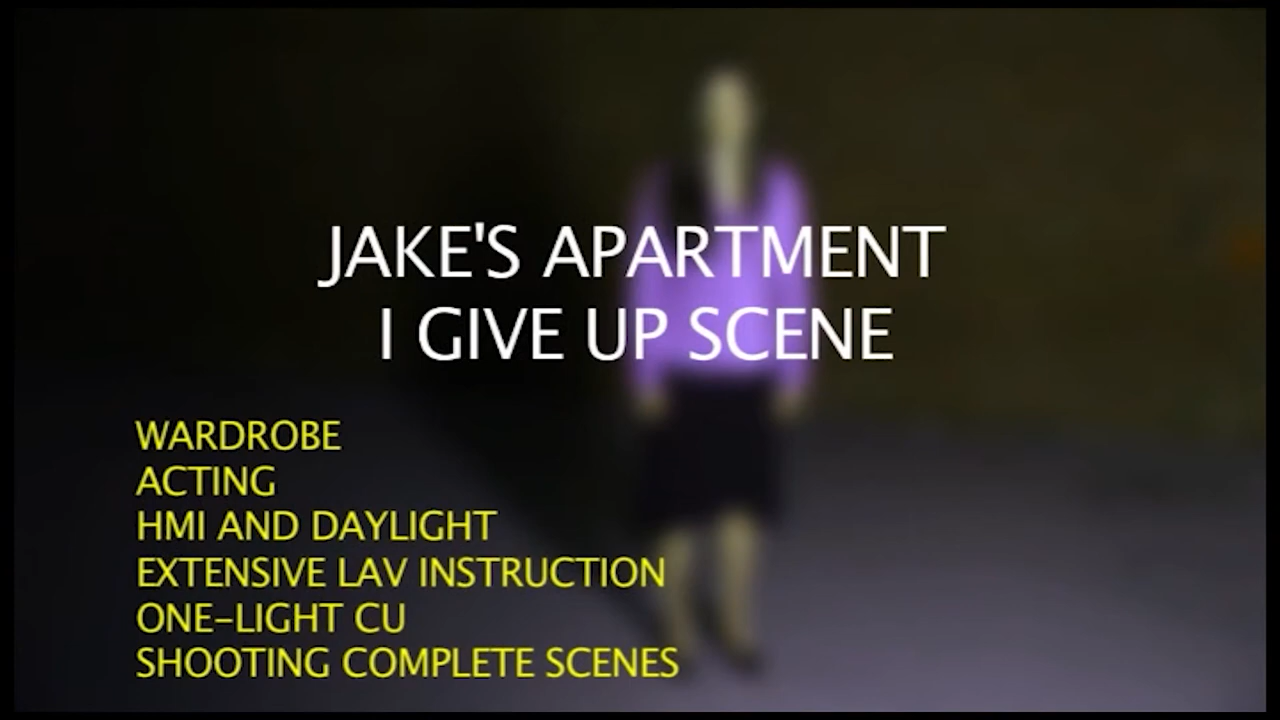 JAKE'S APARTMENT
I GIVE UP SCENE
WARDROBE
ACTING
HMI AND DAYLIGHT
EXTENSIVE LAV INSTRUCTION
ONE-LIGHT CU
SHOOTING COMPLETE SCENES